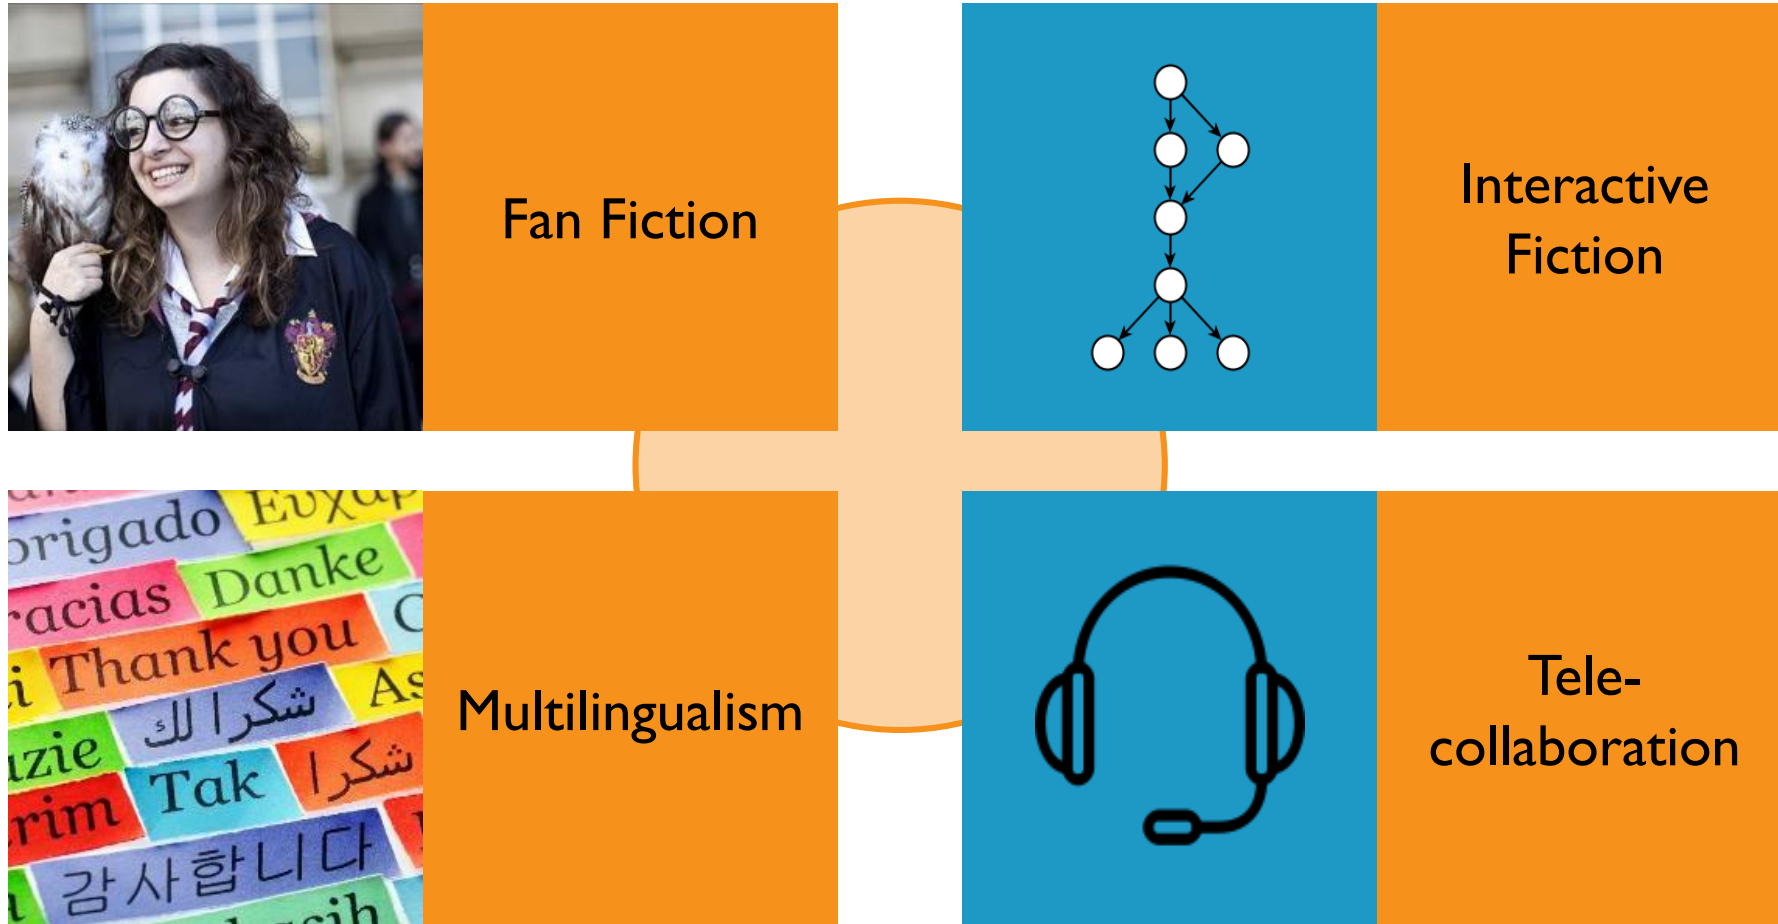 Fan Fiction
Interactive
Fiction
Multilingualism
Tele-
collaboration
Danke
Thank you
شكرا لك
Tak
شكرا
감사합니다